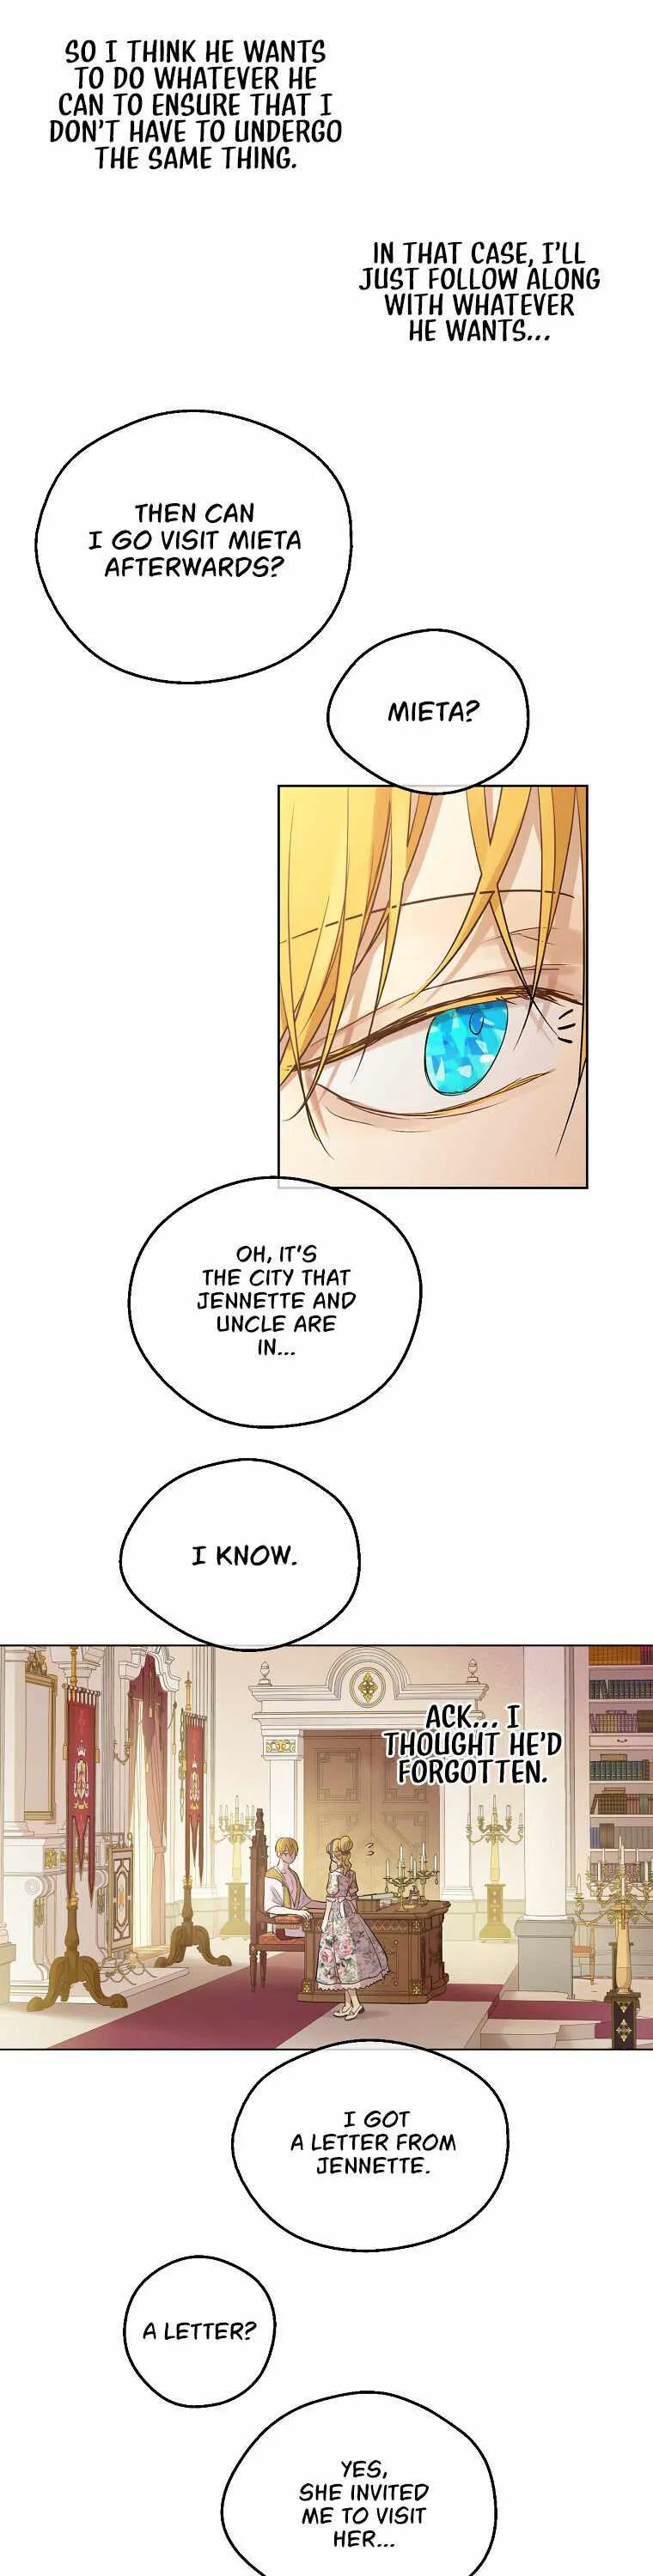 SO I THINK HE WANTS
TO DO WHATEVER HE
CAN TO ENSURE THAT I
DON'T HAVE TO UNDERGO
THE SAME THING.
IN THAT CASE, I'LL
JUST FOLLOW ALONG
WITH WHATEVER
HE WANTS...
THEN CAN
I GO VISIT MIETA
AFTERWARDS?
MIETA?
OH, IT'S
THE CITY THAT
JENNETTE AND
UNCLE ARE
IN...
I KNOW.
ACK... I
THOUGHT HE'D
FORGOTTEN.
I GOT
A LETTER FROM
JENNETTE.
A LETTER?
YES,
SHE INVITED
ME TO VISIT
HER...